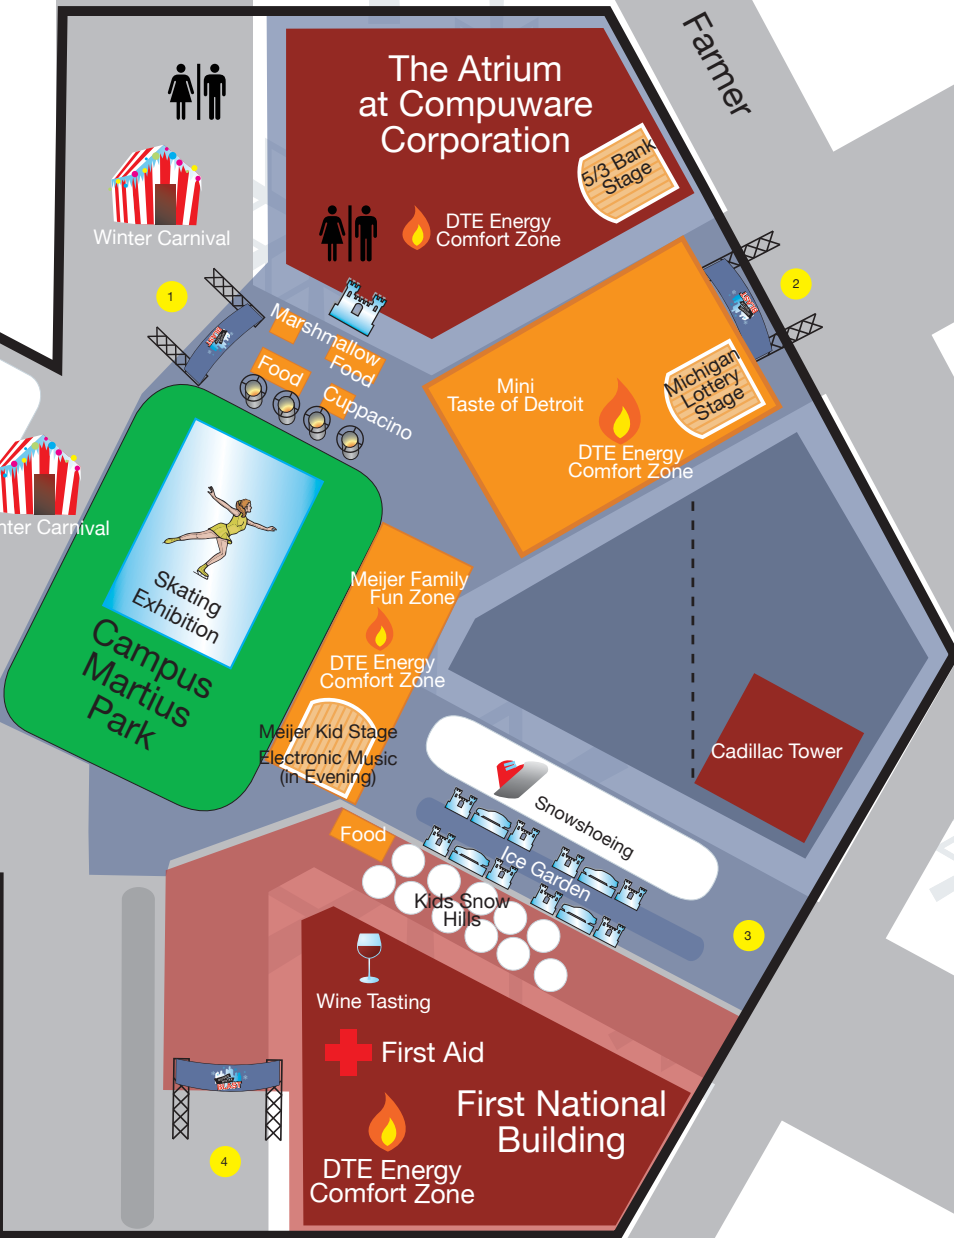 Farmer
The Atrium
at Compuware
Corporation
5/3 Bank
Stage
DTE Energy
Comfort Zone
Winter Carnival
1
2
Marshmallow
Food
Food
Cuppacino
Mini
Taste of Detroit
Michigan
Lottery
Stage
DTE Energy
Comfort Zone
nter Carnival
Skating
Exhibition
Campus
Martius
Park
Meijer Family
Fun Zone
DTE Energy
Comfort Zone
Meijer Kid Stage
Electronic Music
(in Evening)
Cadillac Tower
Snowshoeing
Food
Ice Garden
Kids Snow
Hills
3
Wine Tasting
First Aid
First National
Building
DTE Energy
Comfort Zone
4